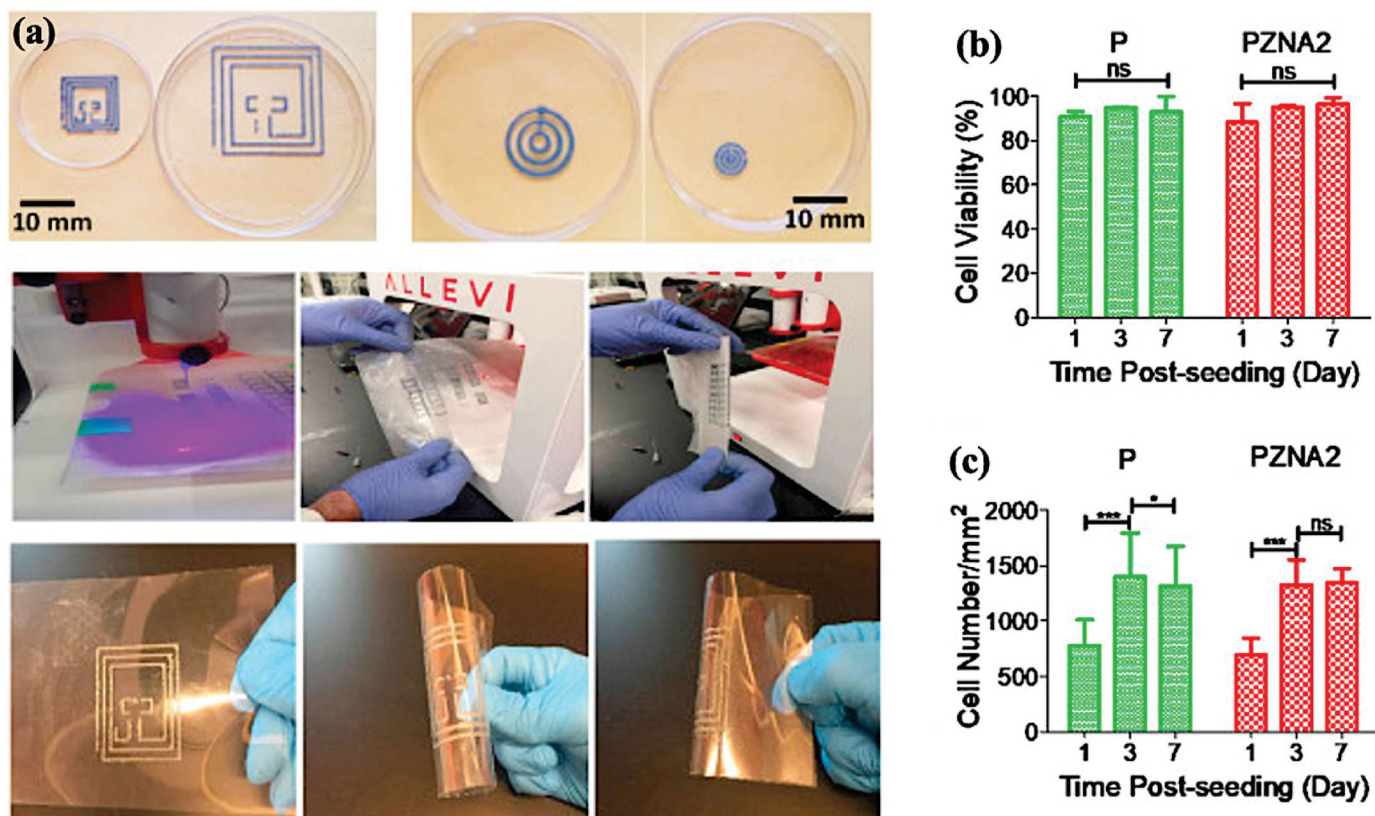 (a)
10 mm
10 mm
ALLEVI
(b)
P
PZNA2
ns
ns
Cell Viability (%)
100
80
60
40
20
0
1
3
7
1
3
7
Time Post-seeding (Day)
(c)
P
PZNA2
***
*
***
ns
Cell Number/mm²
2000
1500
1000
500
0
1
3
7
1
3
7
Time Post-seeding (Day)